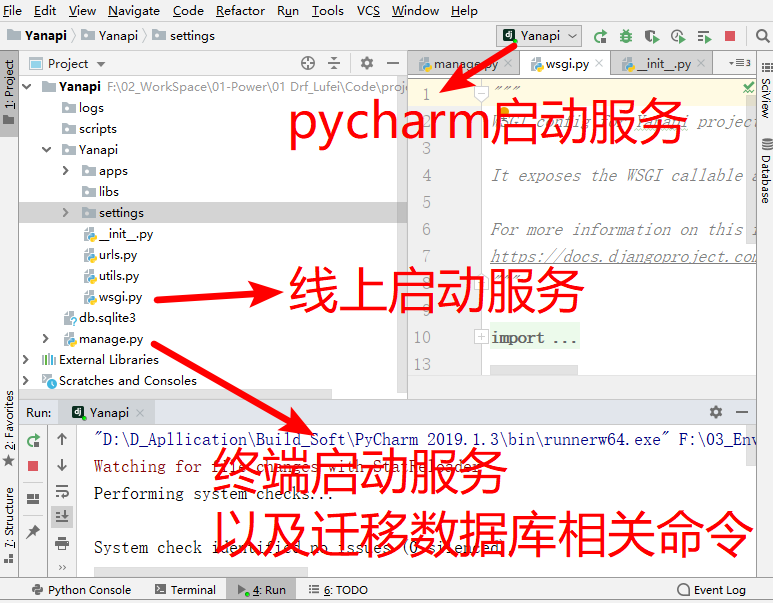 File Edit View Navigate Code Refactor Run Tools VCS Window Help
Yanapi Yanapi settings Yanapi
Project manage.py wsgi.py __init__.py 3
1: Project
Yanapi F:\02_WorkSpace\01-Power\01 Drf_Lufei\Code\proj
logs
scripts
Yanapi
apps
libs
settings
__init__.py
urls.py
utils.py
wsgi.py
db.sqlite3
manage.py
External Libraries
Scratches and Consoles
1 """
pycharm启动服务
2 WSGI config for Yanapi projec
3
4 It exposes the WSGI callable a
5
6 For more information on this f
7 https://docs.djangoproject.com
8 """
线上启动服务
9
10 import ...
13
SciView
Database
2: Favorites
7: Structure
Run: Yanapi
"D:\D_Apllication\Build_Soft\PyCharm 2019.1.3\bin\runnerw64.exe" F:\03_Env
Watching for file changes with StatReloader
终端启动服务
Performing system checks...
以及迁移数据库相关命令
System check identified no issues (0 silenced)
Python Console Terminal 4: Run 6: TODO Event Log